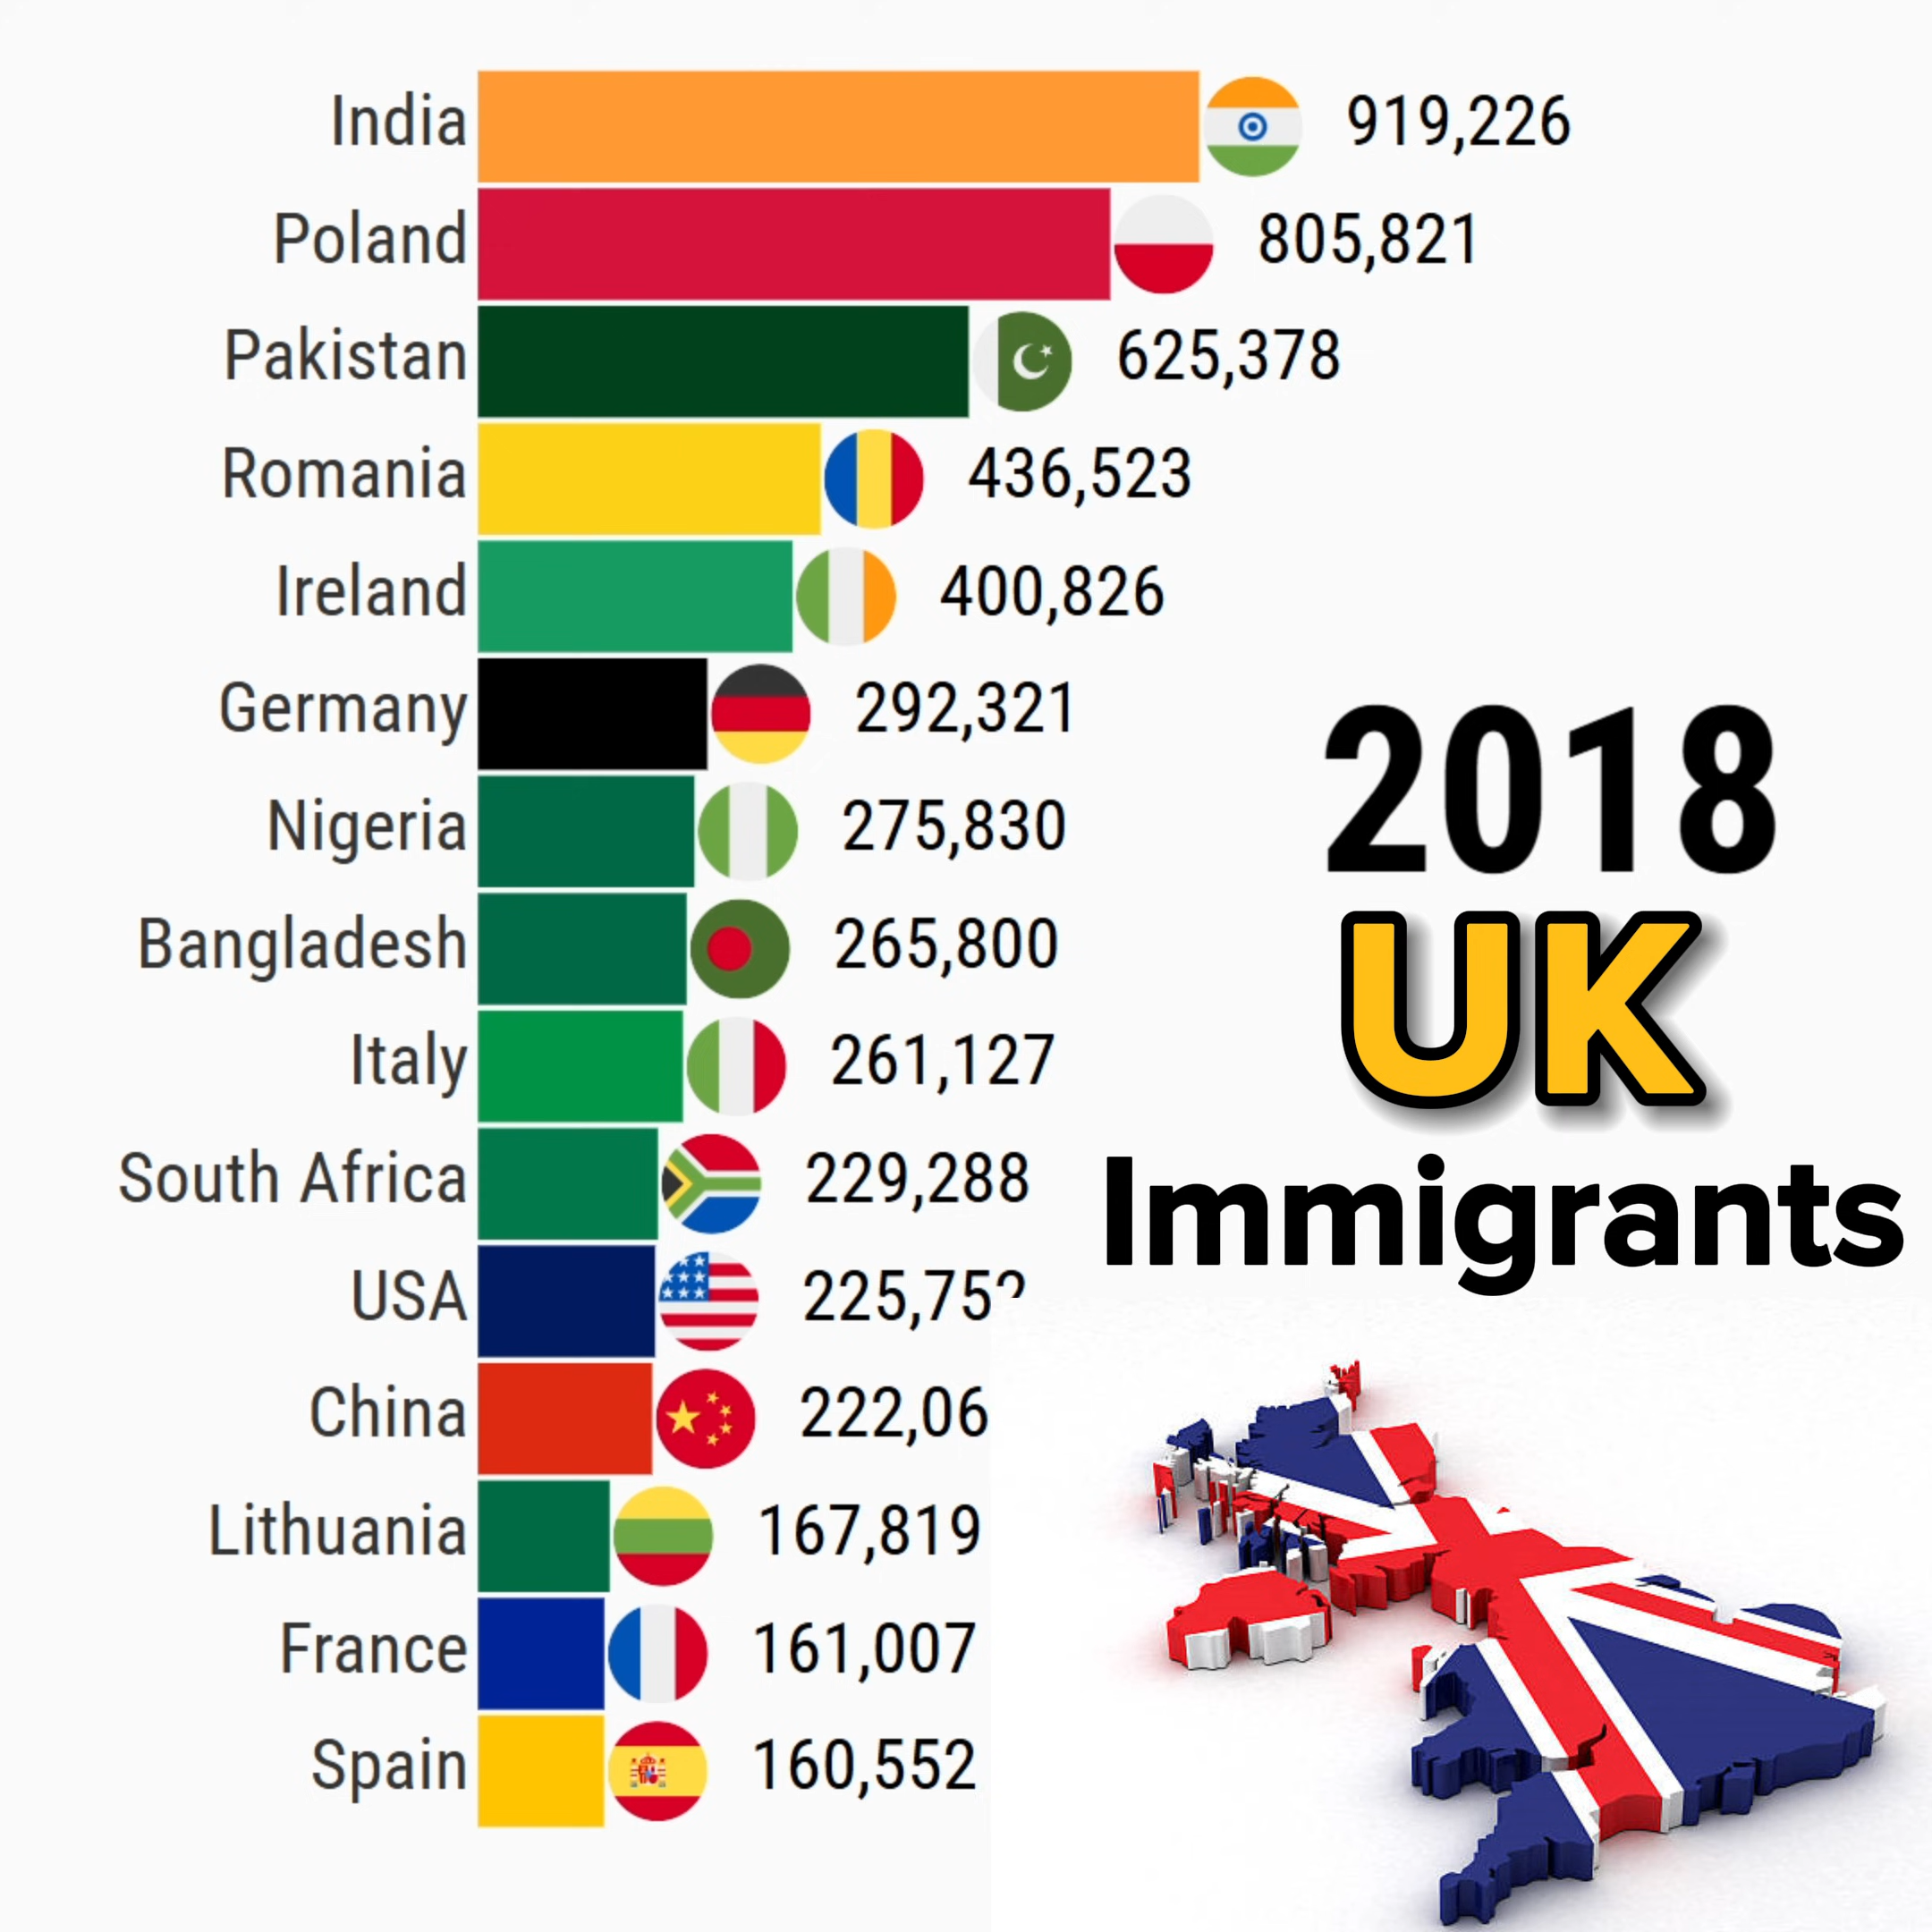 India 919,226
Poland 805,821
Pakistan 625,378
Romania 436,523
Ireland 400,826
Germany 292,321
Nigeria 275,830
Bangladesh 265,800
Italy 261,127
South Africa 229,288
USA
China 222,06
Lithuania 167,819
France 161,007
Spain 160,552
2018
UK
Immigrants